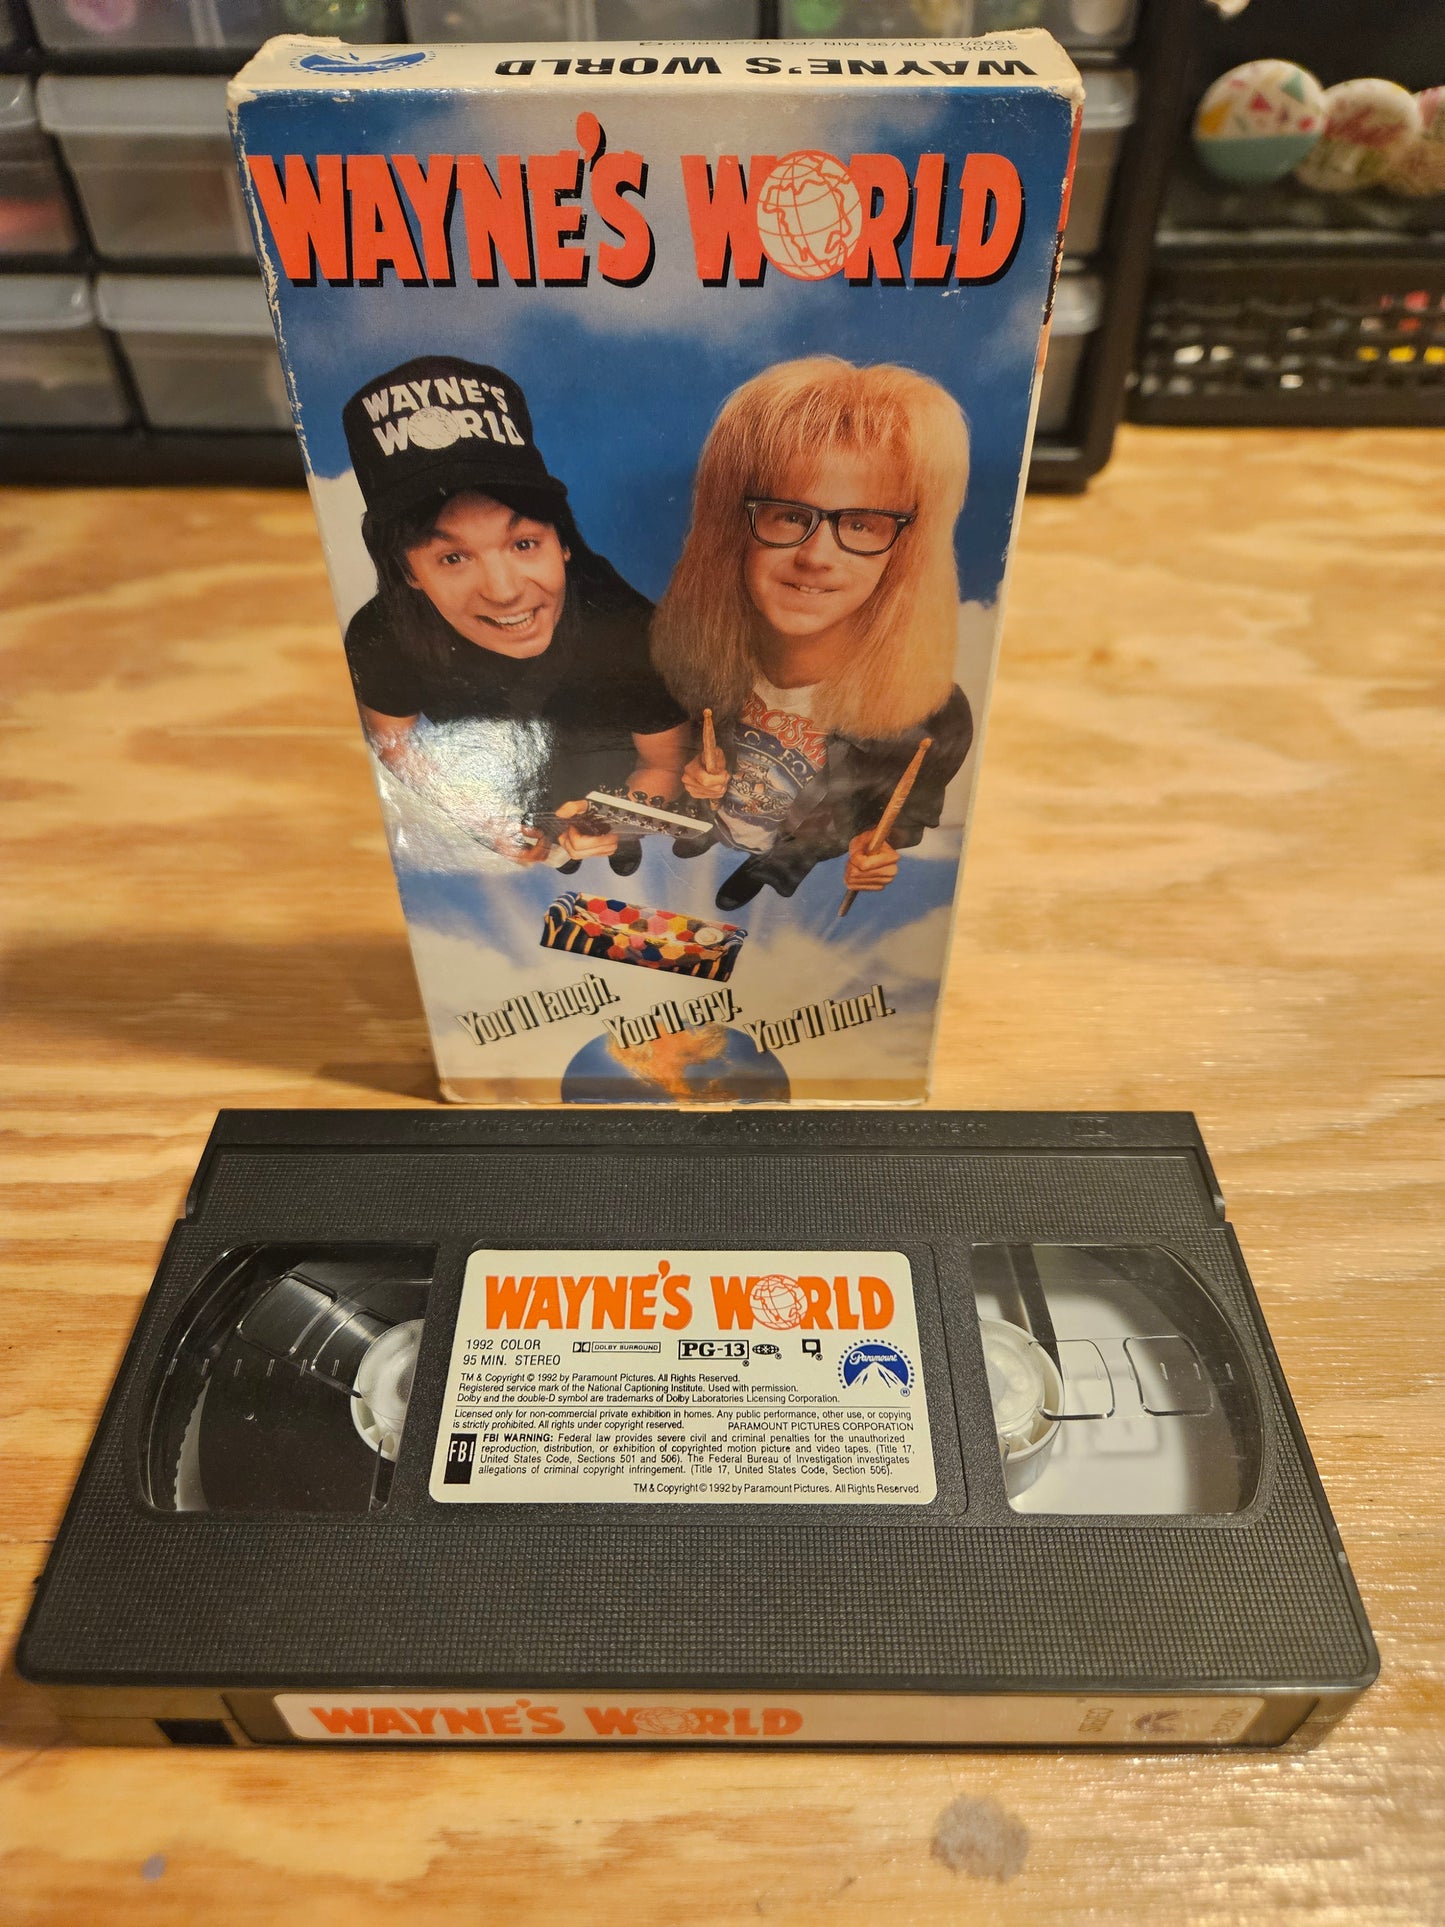 WAYNE'S WORLD
32706
1992/COLOR/95 MIN./PG-13/STEREO/
WAYNE'S WORLD
WAYNE'S
WORLD
You'll laugh.
You'll cry.
You'll hurl.
WAYNE'S WORLD
1992 COLOR
95 MIN. STEREO
DOLBY SURROUND
PG-13
Paramount
TM & Copyright © 1992 by Paramount Pictures. All Rights Reserved.
Registered service mark of the National Captioning Institute. Used with permission.
Dolby and the double-D symbol are trademarks of Dolby Laboratories Licensing Corporation.
Licensed only for non-commercial private exhibition in homes. Any public performance, other use, or copying
is strictly prohibited. All rights under copyright reserved. PARAMOUNT PICTURES CORPORATION
FBI
FBI WARNING: Federal law provides severe civil and criminal penalties for the unauthorized
reproduction, distribution, or exhibition of copyrighted motion picture and video tapes. (Title 17,
United States Code, Sections 501 and 506). The Federal Bureau of Investigation investigates
allegations of criminal copyright infringement. (Title 17, United States Code, Section 506).
TM & Copyright © 1992 by Paramount Pictures. All Rights Reserved.
WAYNE'S WORLD